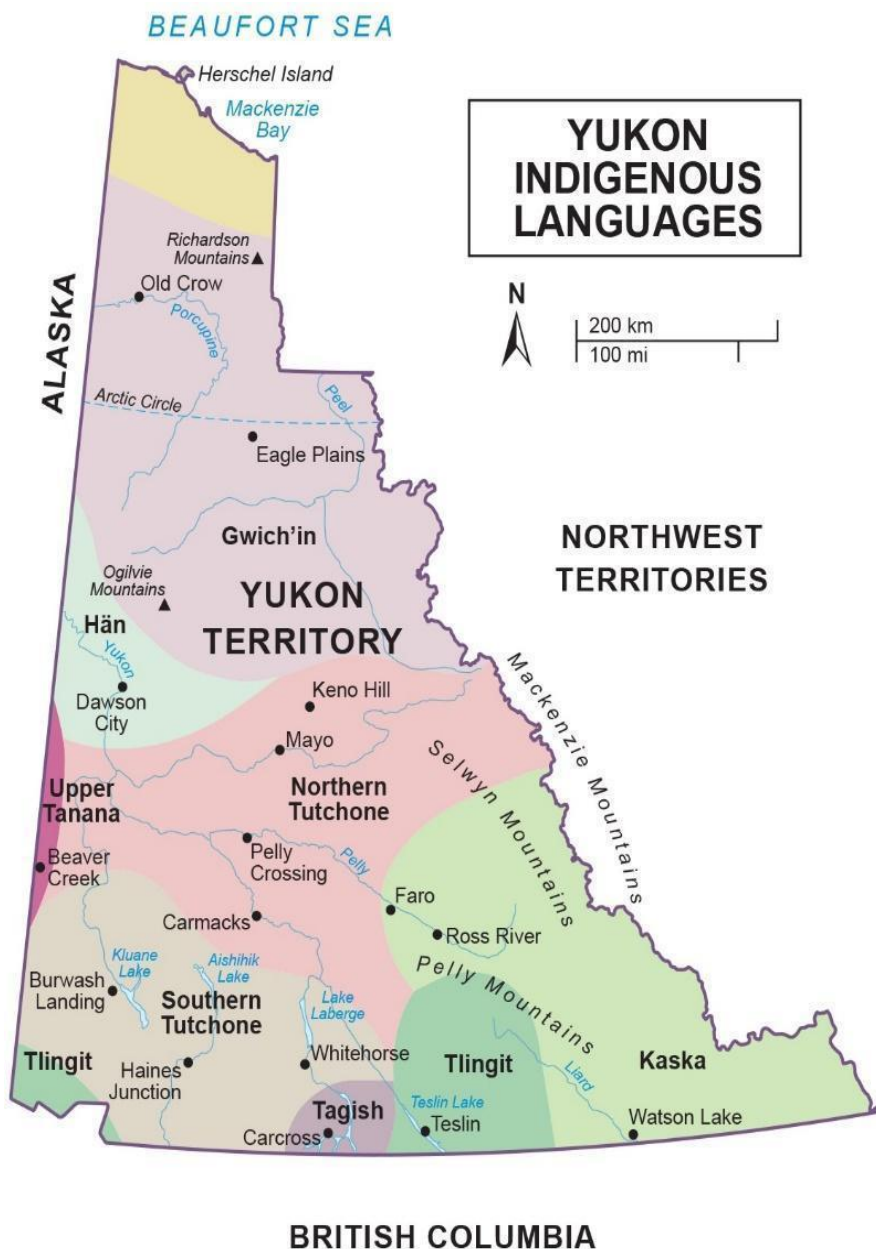 BEAUFORT SEA
Herschel Island
Mackenzie
Bay
YUKON
INDIGENOUS
LANGUAGES
Richardson
Mountains
Old Crow
Porcupine
N
200 km
100 mi
ALASKA
Arctic Circle
Peel
Eagle Plains
Gwich'in
NORTHWEST
TERRITORIES
Ogilvie
Mountains
YUKON
TERRITORY
Hän
Yukon
Dawson
City
Keno Hill
Mayo
Mackenzie Mountains
Selwyn Mountains
Upper
Tanana
Northern
Tutchone
Beaver
Creek
Pelly
Crossing
Pelly
Faro
Carmacks
Ross River
Pelly Mountains
Kluane
Lake
Aishihik
Lake
Burwash
Landing
Southern
Tutchone
Lake
Laberge
Tlingit
Haines
Junction
Whitehorse
Tlingit
Liard
Kaska
Tagish
Teslin Lake
Carcross
Teslin
Watson Lake
BRITISH COLUMBIA